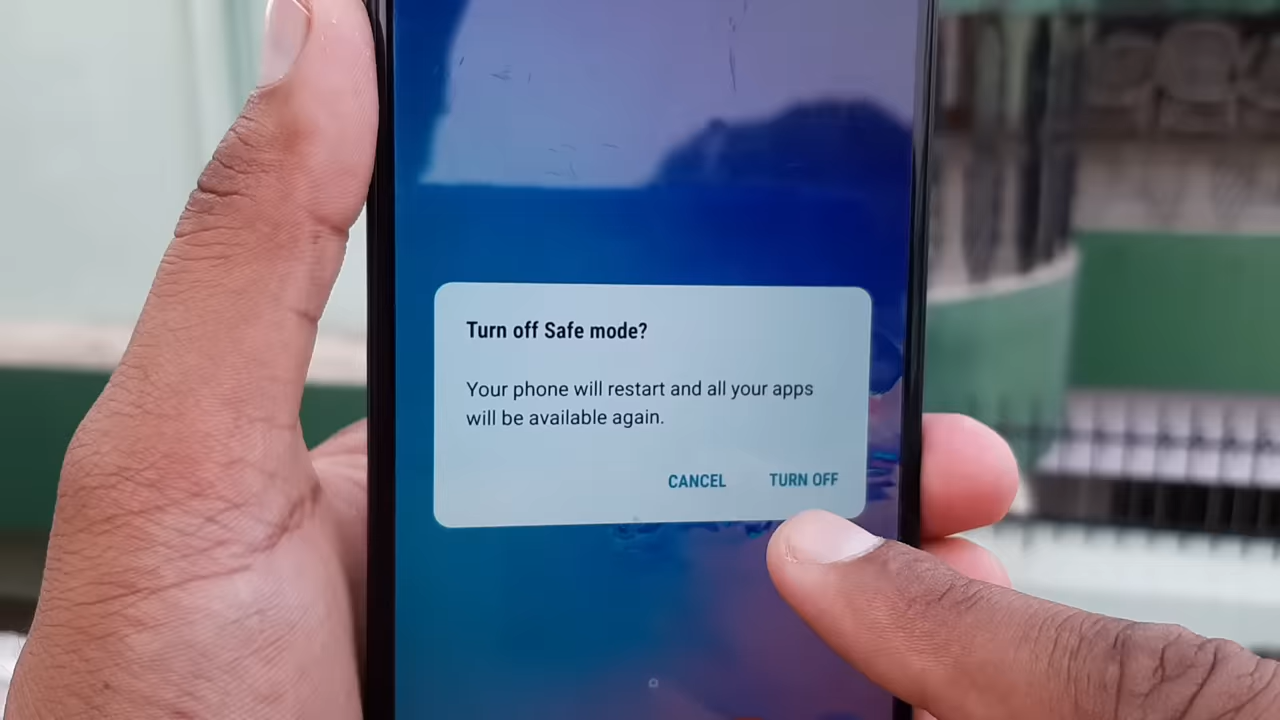 Turn off Safe mode?
Your phone will restart and all your apps
will be available again.
CANCEL TURN OFF